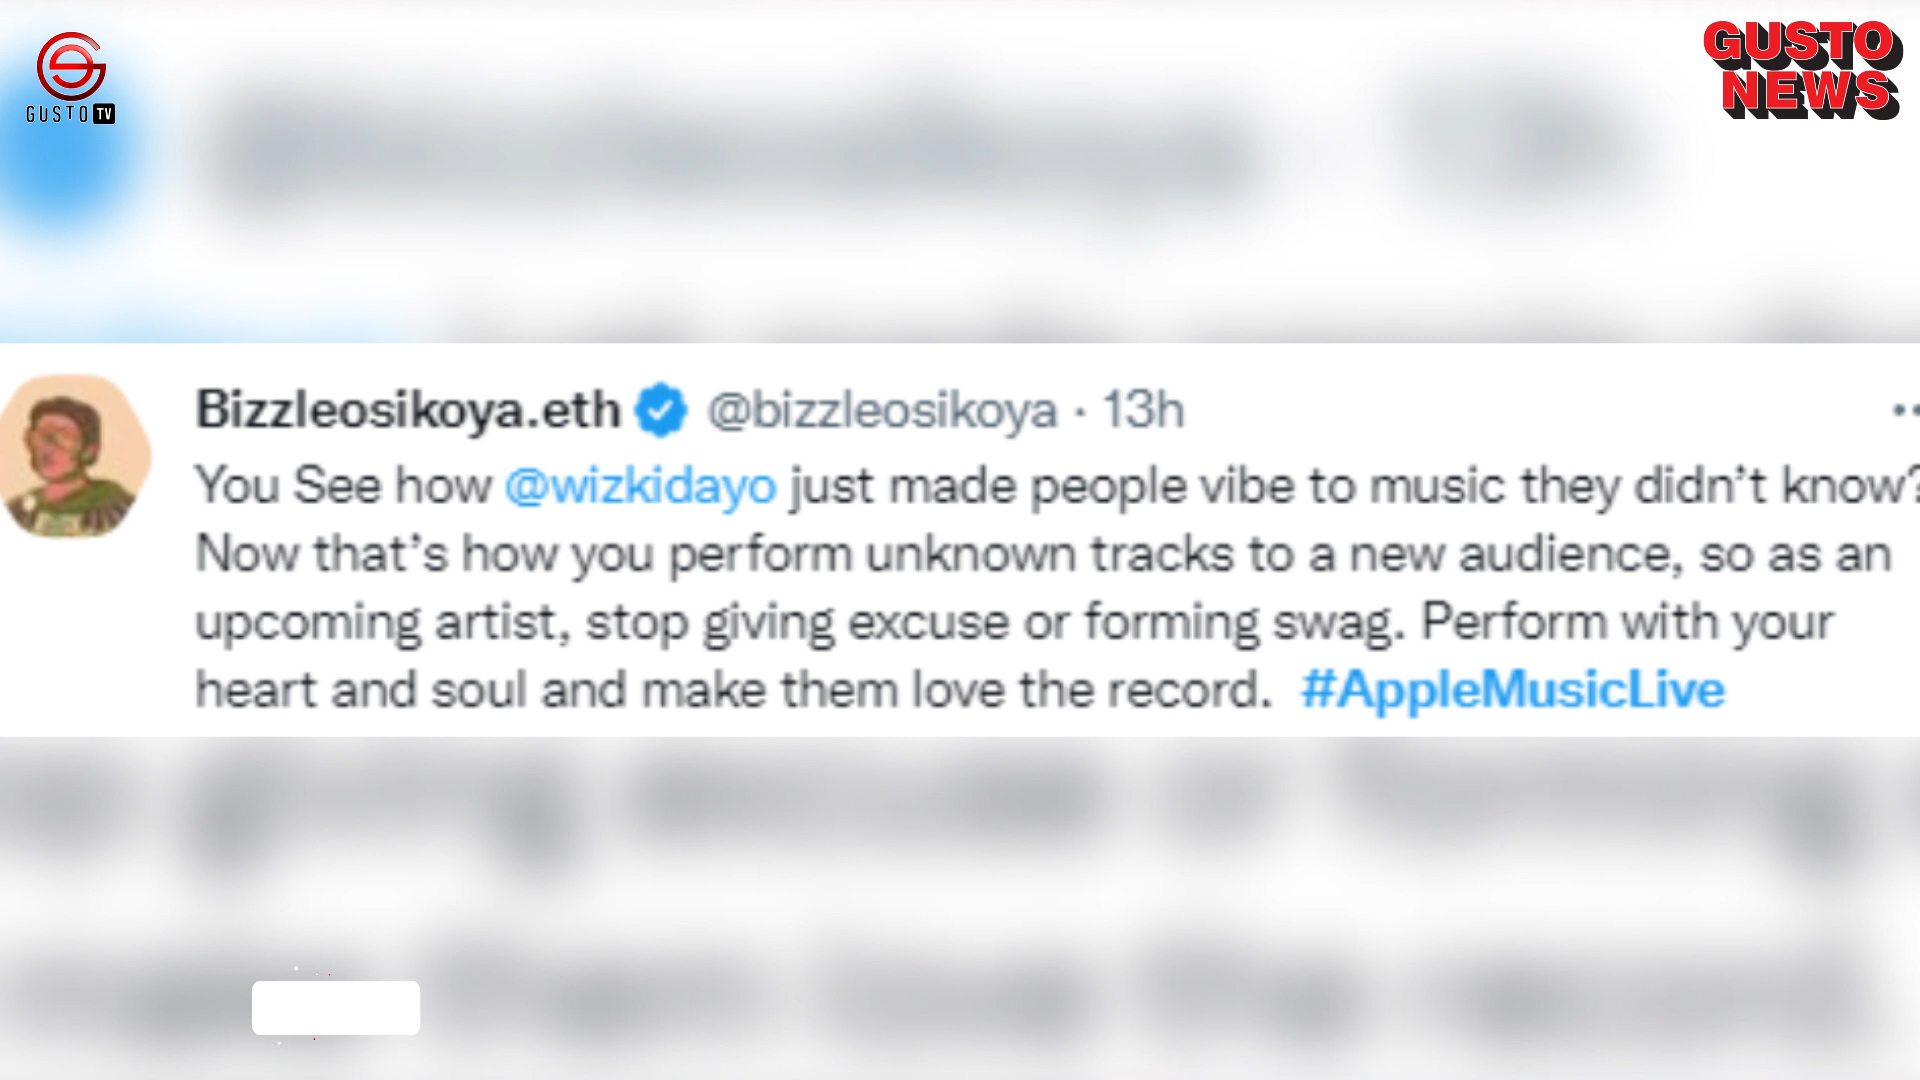 GUSTO TV
GUSTO
NEWS
Bizzleosikoya.eth @bizzleosikoya · 13h
You See how @wizkidayo just made people vibe to music they didn't know?
Now that's how you perform unknown tracks to a new audience, so as an
upcoming artist, stop giving excuse or forming swag. Perform with your
heart and soul and make them love the record. #AppleMusicLive